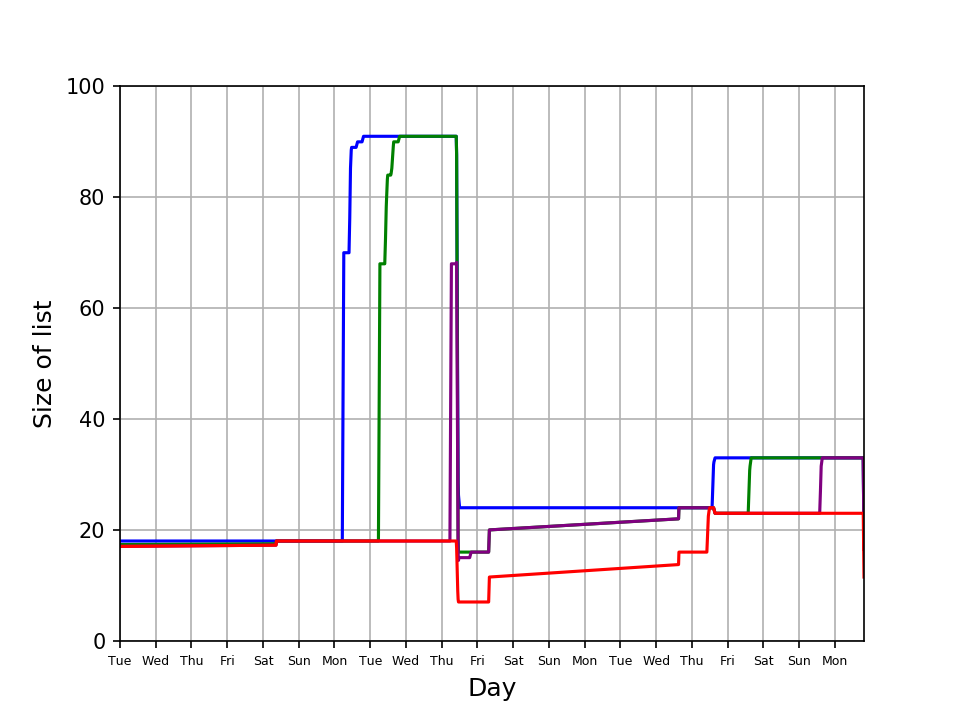 100
80
60
40
20
0
Size of list
Tue Wed Thu Fri Sat Sun Mon Tue Wed Thu Fri Sat Sun Mon Tue Wed Thu Fri Sat Sun Mon
Day